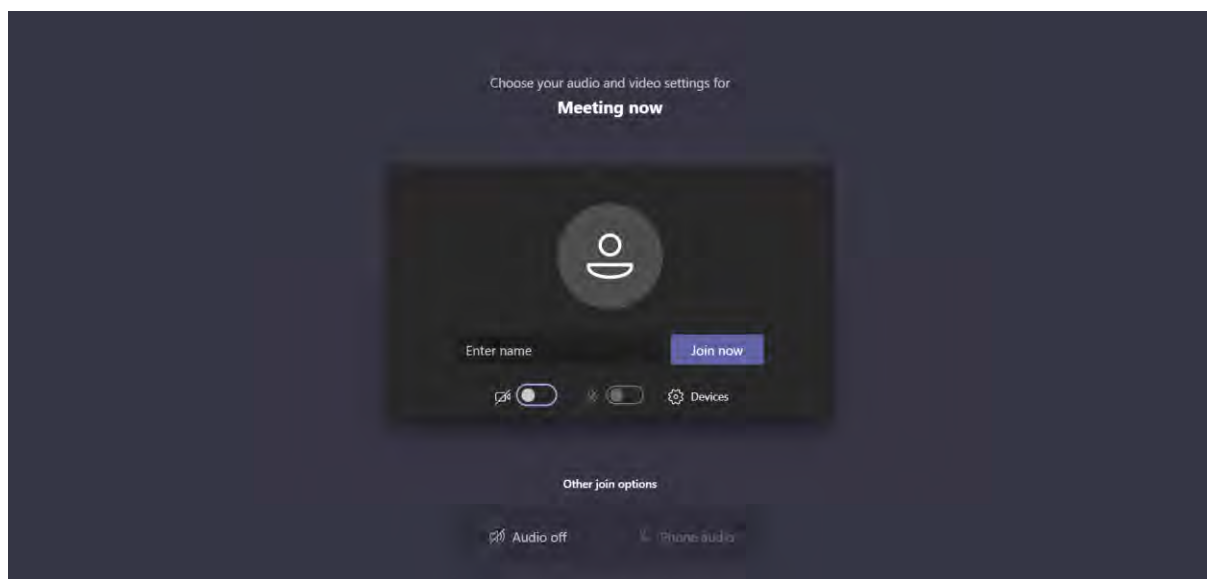 Choose your audio and video settings for
Meeting now
Enter name
Join now
Devices
Other join options
Audio off
Phone audio